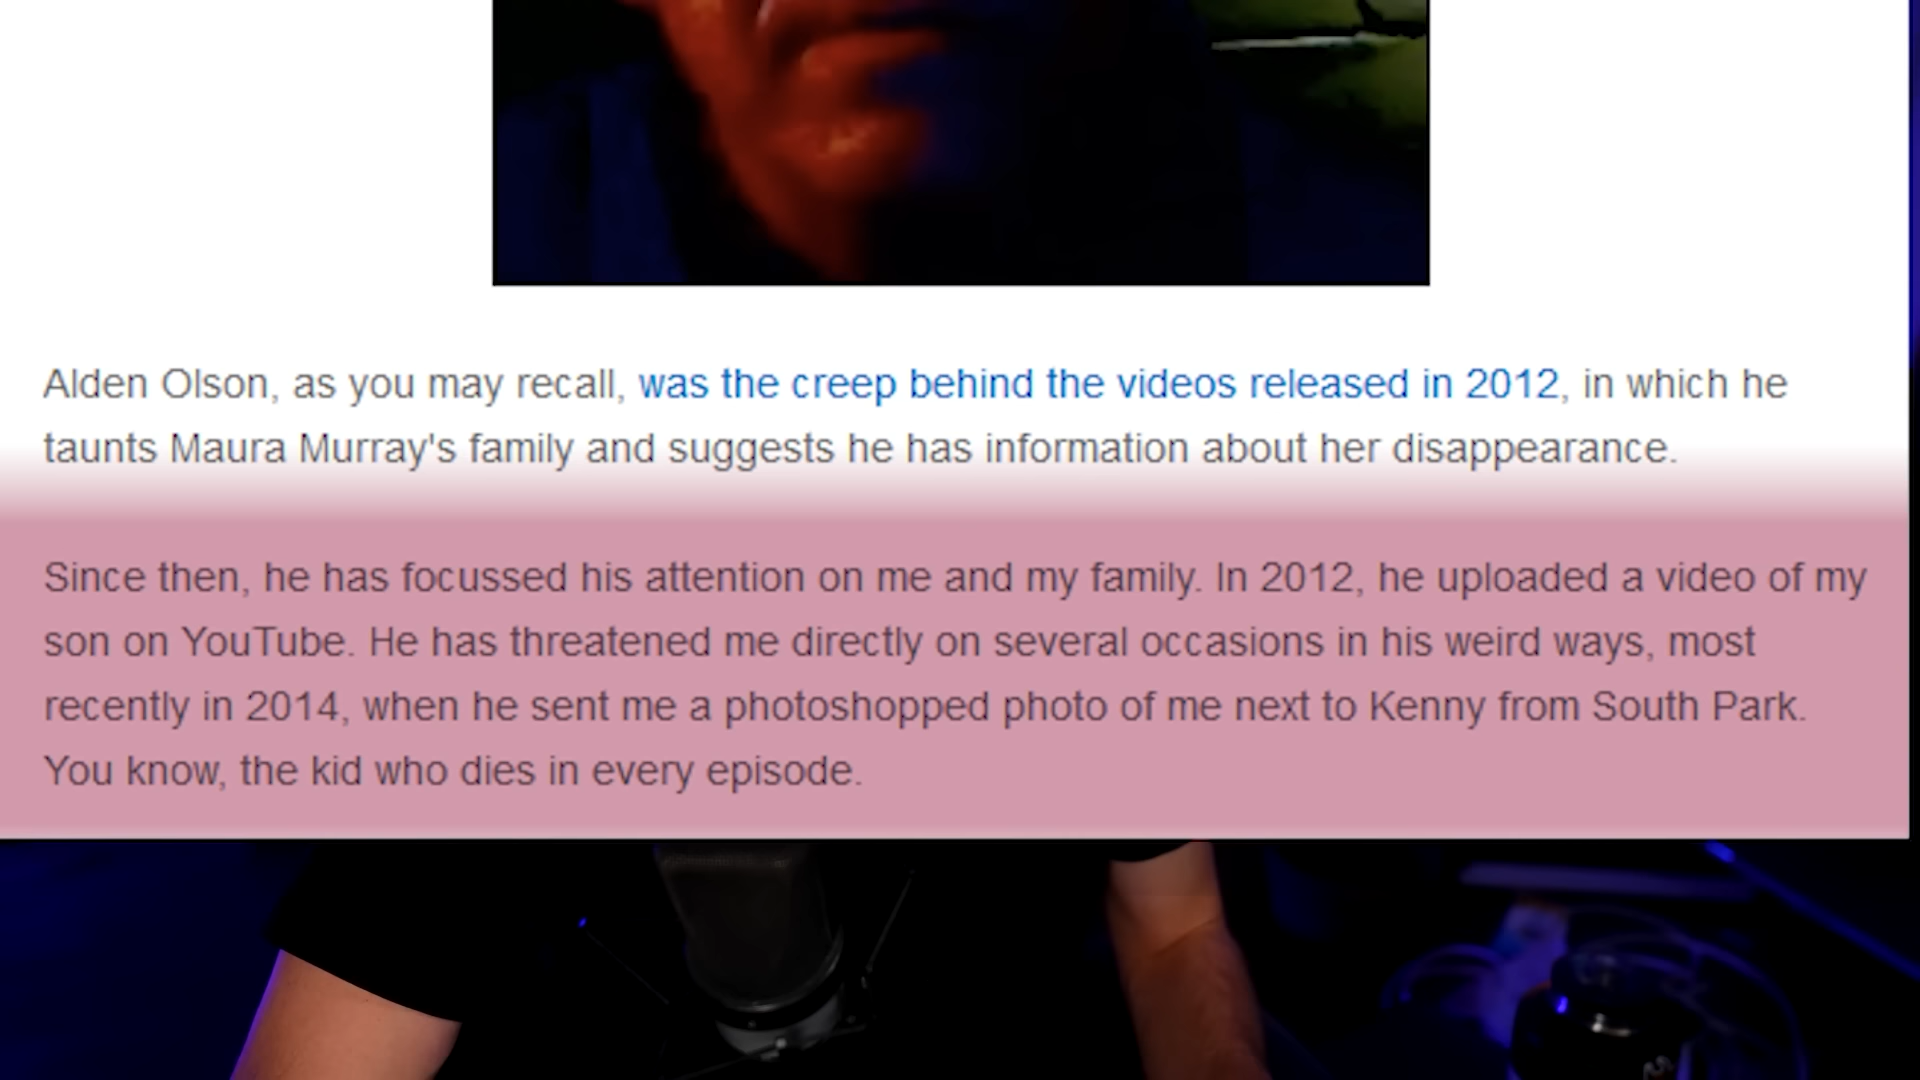 Alden Olson, as you may recall, was the creep behind the videos released in 2012, in which he
taunts Maura Murray's family and suggests he has information about her disappearance.
Since then, he has focussed his attention on me and my family. In 2012, he uploaded a video of my
son on YouTube. He has threatened me directly on several occasions in his weird ways, most
recently in 2014, when he sent me a photoshopped photo of me next to Kenny from South Park.
You know, the kid who dies in every episode.